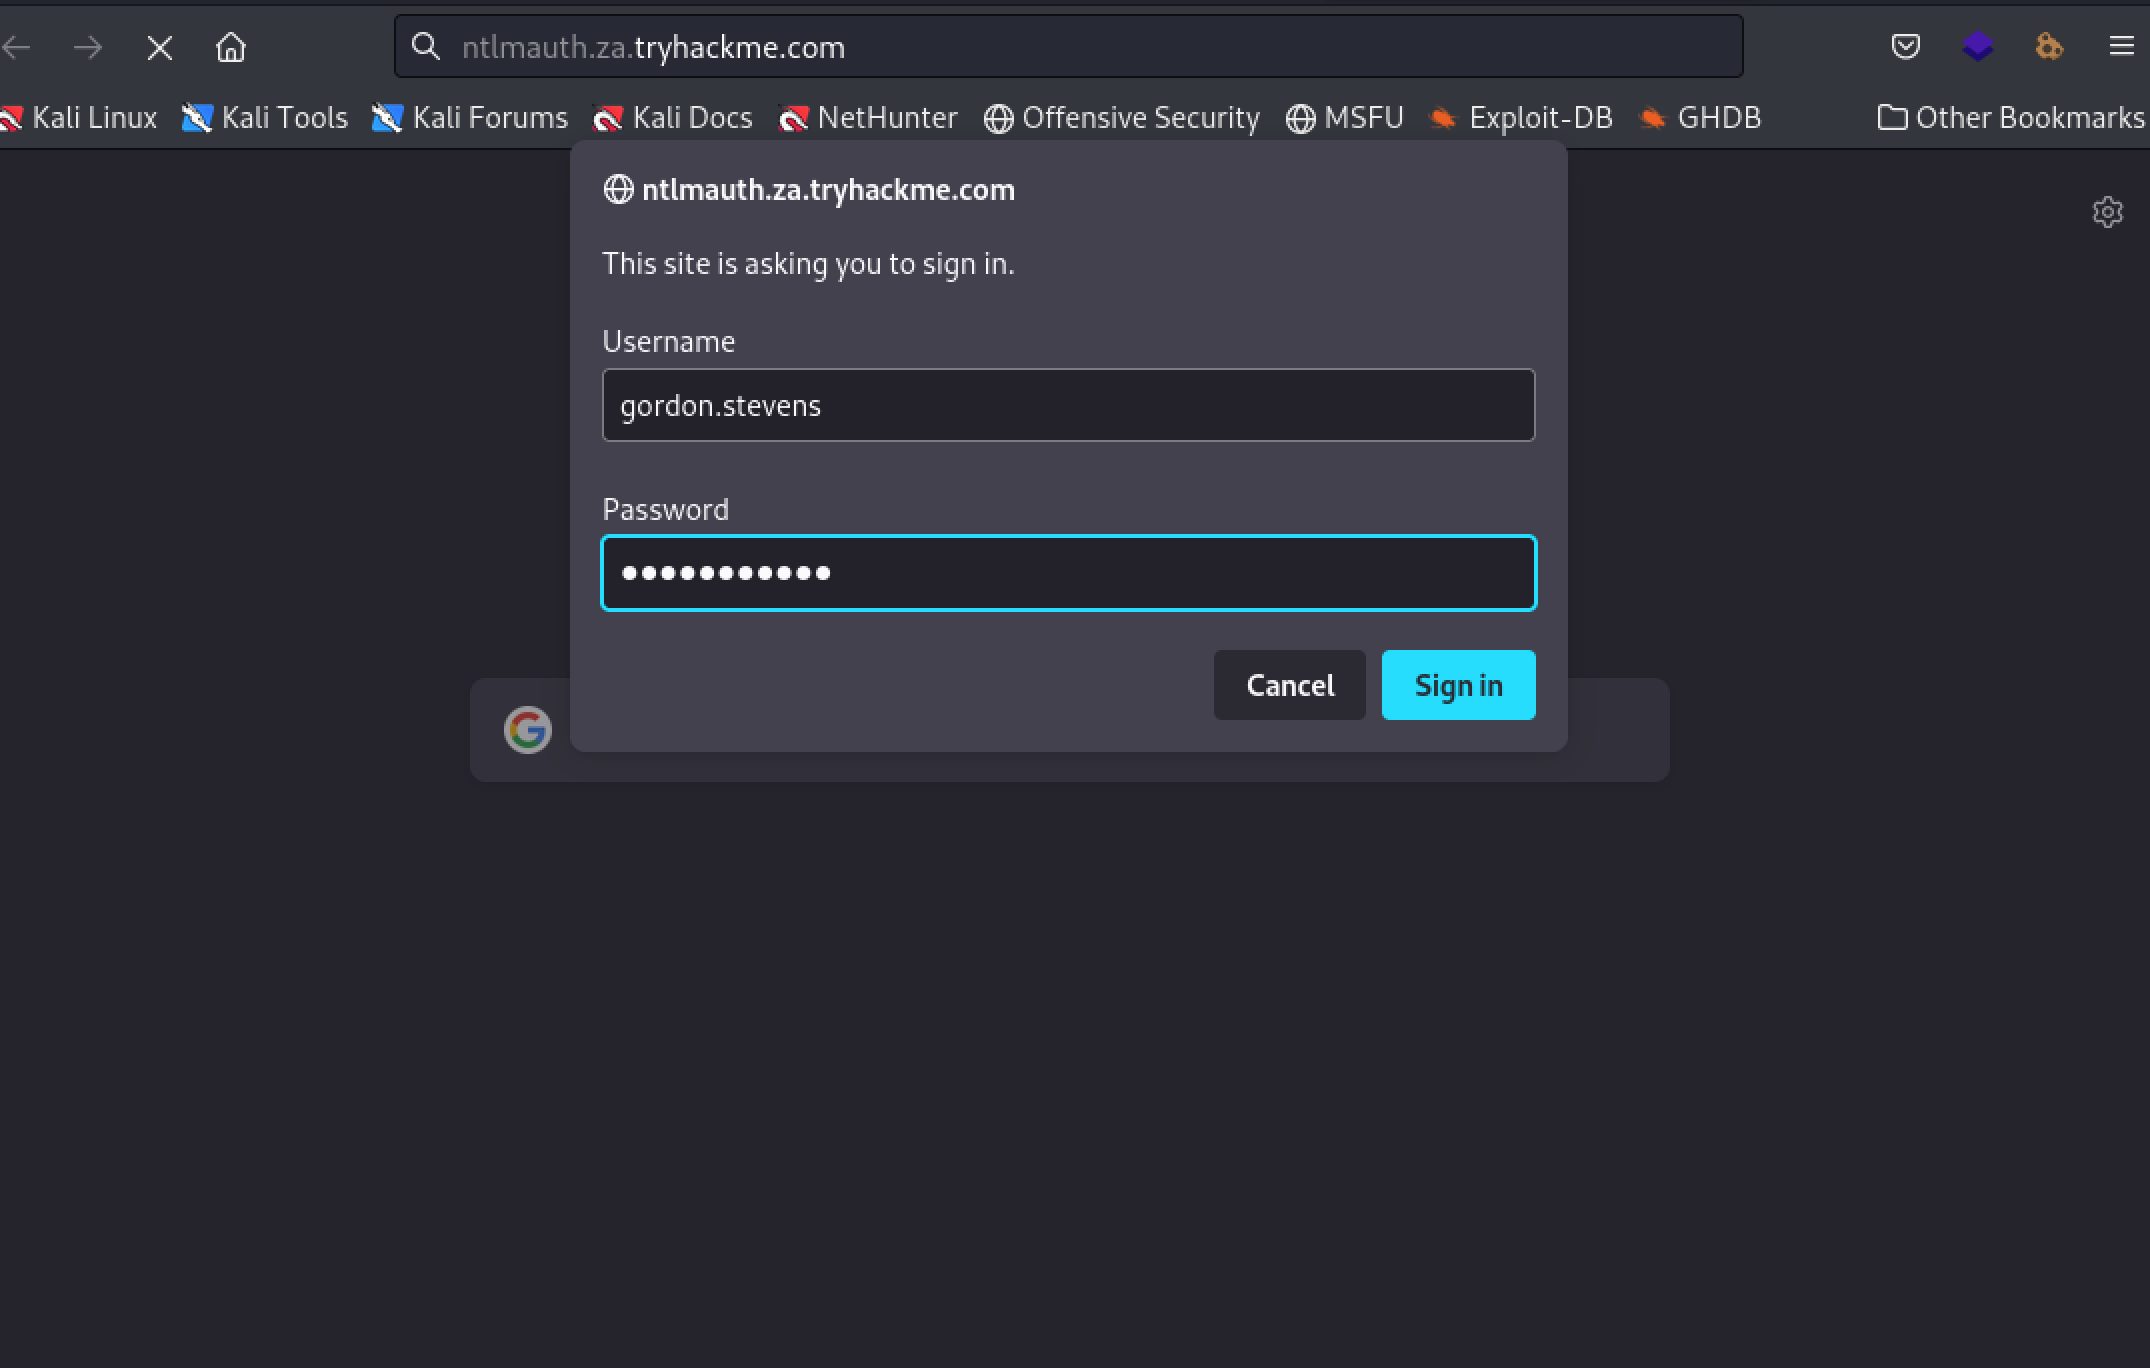 ntlmauth.za.tryhackme.com
Kali Linux Kali Tools Kali Forums Kali Docs NetHunter Offensive Security MSFU Exploit-DB GHDB Other Bookmarks
ntlmauth.za.tryhackme.com
This site is asking you to sign in.
Username
gordon.stevens
Password
●●●●●●●●●●●
Cancel Sign in